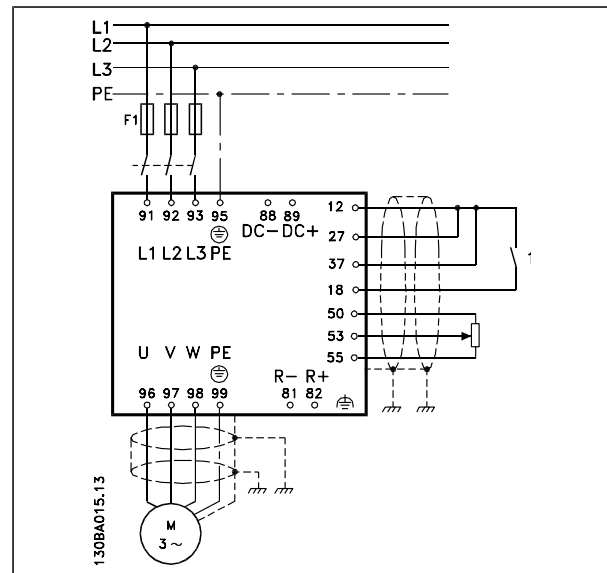 L1
L2
L3
PE
F1
91 92 93 95 88 89
DC- DC+
L1 L2 L3 PE
12
27
37
18
1
50
53
55
U V W PE
R- R+
96 97 98 99 81 82
M
3~
130BA015.13